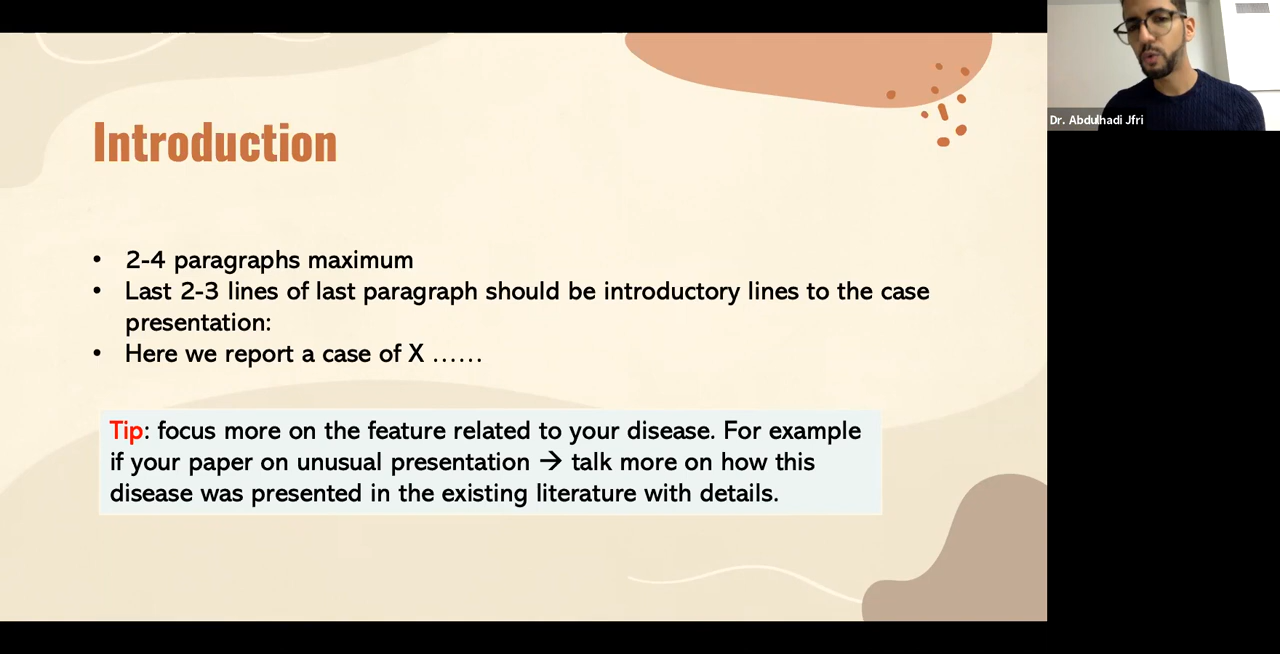 Introduction
• 2-4 paragraphs maximum
• Last 2-3 lines of last paragraph should be introductory lines to the case
presentation:
• Here we report a case of X ......
Tip: focus more on the feature related to your disease. For example
if your paper on unusual presentation → talk more on how this
disease was presented in the existing literature with details.
Dr. Abdulhadi Jfri